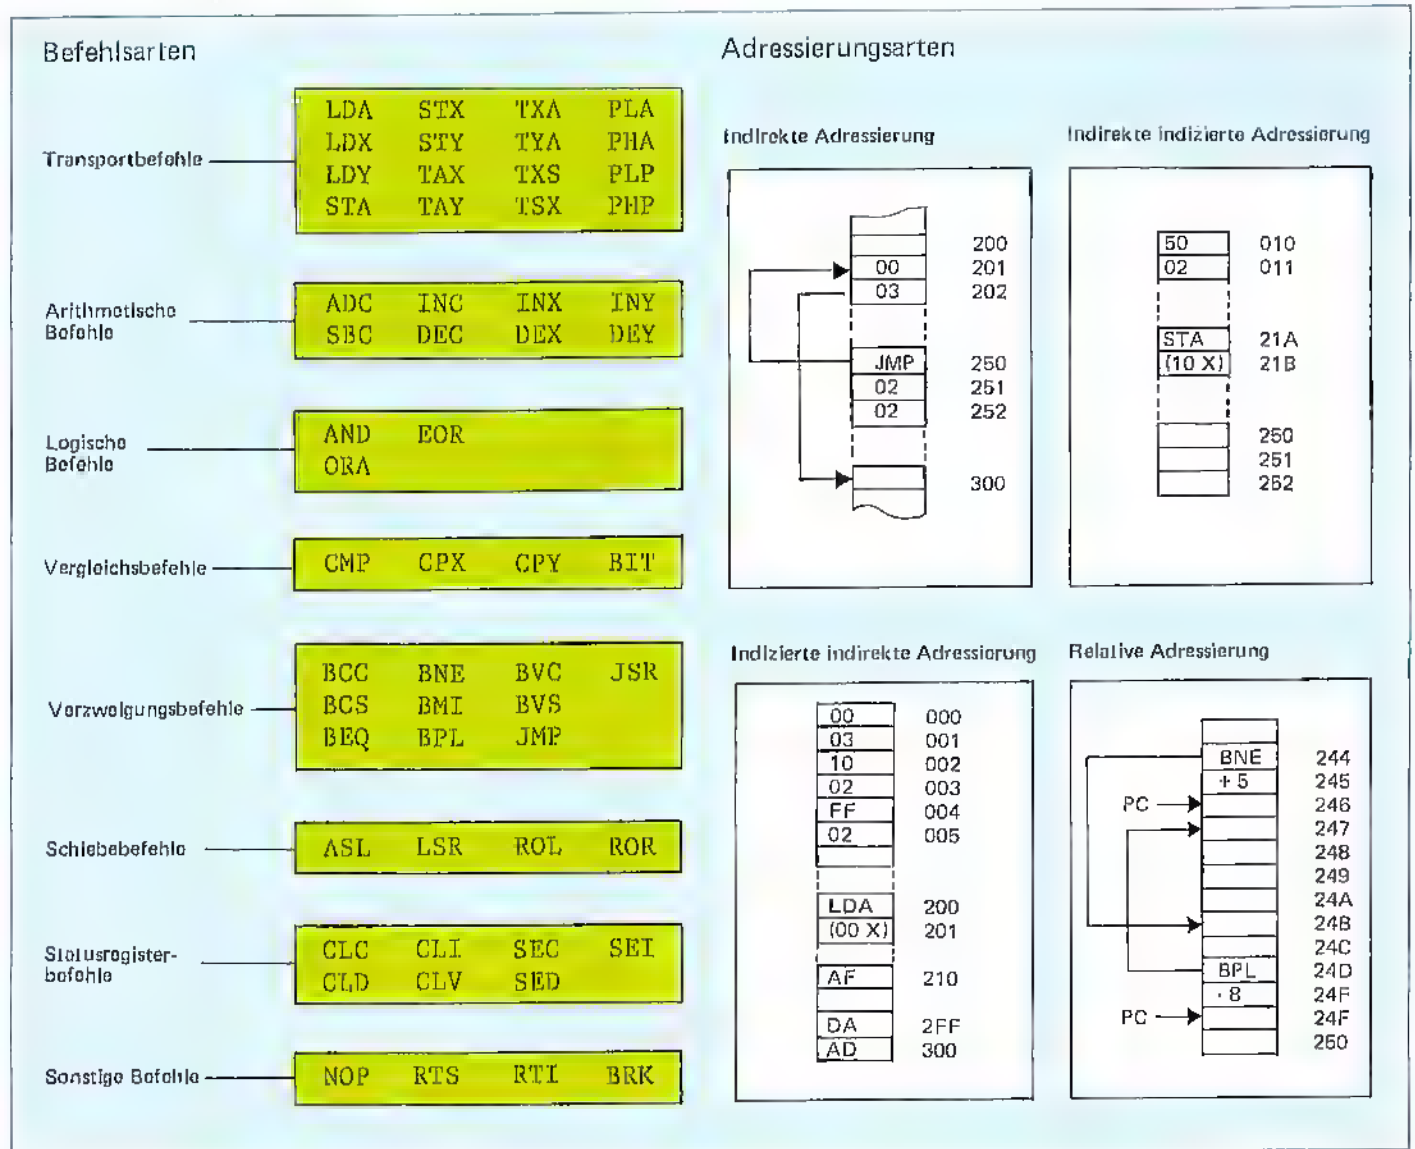 Befehlsarten
Transportbefehle
LDA STX TXA PLA
LDX STY TYA PHA
LDY TAX TXS PLP
STA TAY TSX PHP
Arithmetische
Befehle
ADC INC INX INY
SBC DEC DEX DEY
Logische
Befehle
AND EOR
ORA
Vergleichsbefehle
CMP CPX CPY BIT
Verzweigungsbefehle
BCC BNE BVC JSR
BCS BMI BVS
BEQ BPL JMP
Schiebebefehle
ASL LSR ROL ROR
Statusregister-
befehle
CLC CLI SEC SEI
CLD CLV SED
Sonstige Befehle
NOP RTS RTI BRK
Adressierungsarten
Indirekte Adressierung
200
00 201
03 202
JMP 250
02 251
02 252
300
Indirekte indizierte Adressierung
50 010
02 011
STA 21A
(10 X) 21B
250
251
252
Indizierte indirekte Adressierung
00 000
03 001
10 002
02 003
FF 004
02 005
LDA 200
(00 X) 201
AF 210
DA 2FF
AD 300
Relative Adressierung
BNE 244
+5 245
PC 246
247
248
249
24A
24B
24C
BPL 24D
-8 24F
PC 24F
250